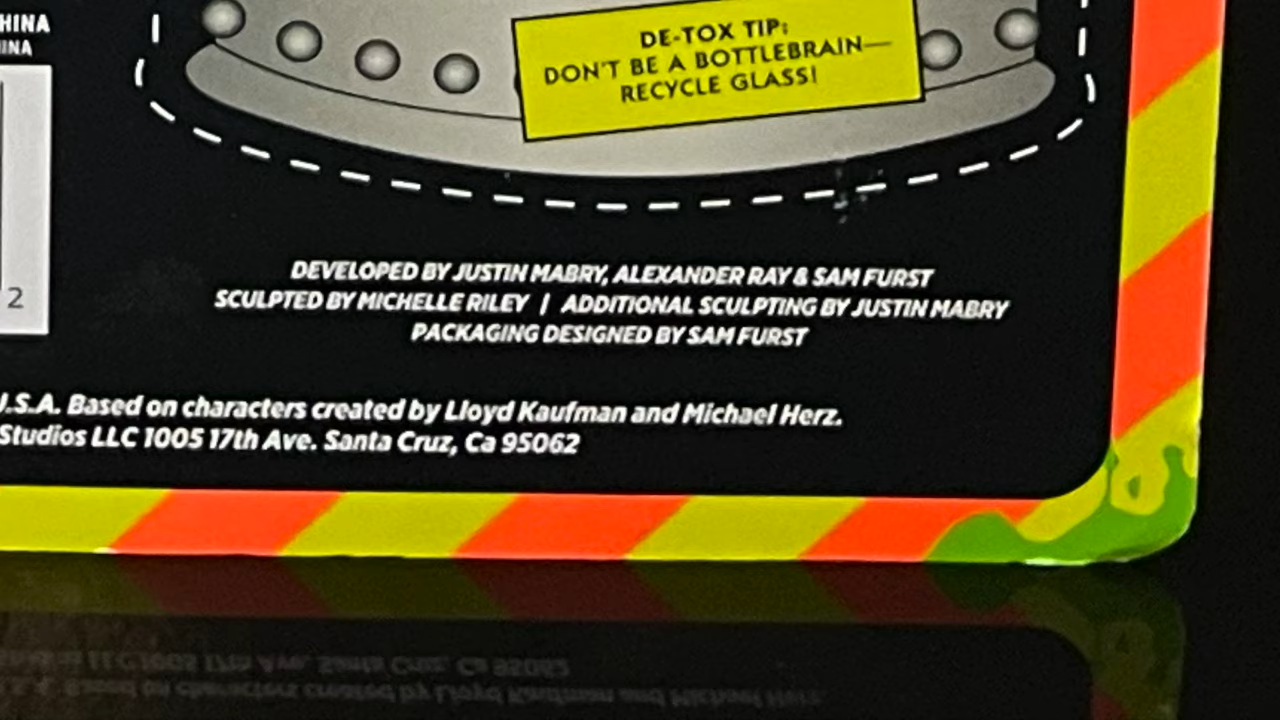 HINA
INA
DE-TOX TIP:
DON'T BE A BOTTLEBRAIN—
RECYCLE GLASS!
2
DEVELOPED BY JUSTIN MABRY, ALEXANDER RAY & SAM FURST
SCULPTED BY MICHELLE RILEY | ADDITIONAL SCULPTING BY JUSTIN MABRY
PACKAGING DESIGNED BY SAM FURST
U.S.A. Based on characters created by Lloyd Kaufman and Michael Herz.
Studios LLC 1005 17th Ave. Santa Cruz, Ca 95062